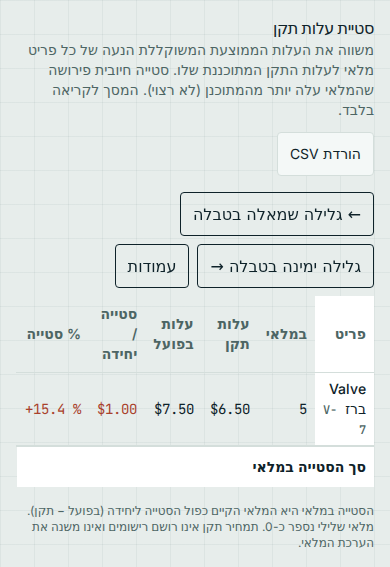 סטיית עלות תקן
משווה את העלות הממוצעת המשוקללת הנעה של כל פריט
מלאי לעלות התקן המתוכננת שלו. סטייה חיובית פירושה
שהמלאי עלה יותר מהמתוכנן (לא רצוי). המסך לקריאה
בלבד.
הורדת CSV
← גלילה שמאלה בטבלה
גלילה ימינה בטבלה →
עמודות
פריט במלאי עלות תקן עלות בפועל סטייה / יחידה % סטייה
Valve ברז V-7 5 $6.50 $7.50 $1.00 +15.4 %
סך הסטייה במלאי
הסטייה במלאי היא המלאי הקיים כפול הסטייה ליחידה (בפועל – תקן).
מלאי שלילי נספר כ-0. תמחיר תקן אינו רושם רישומים ואינו משנה את
הערכת המלאי.